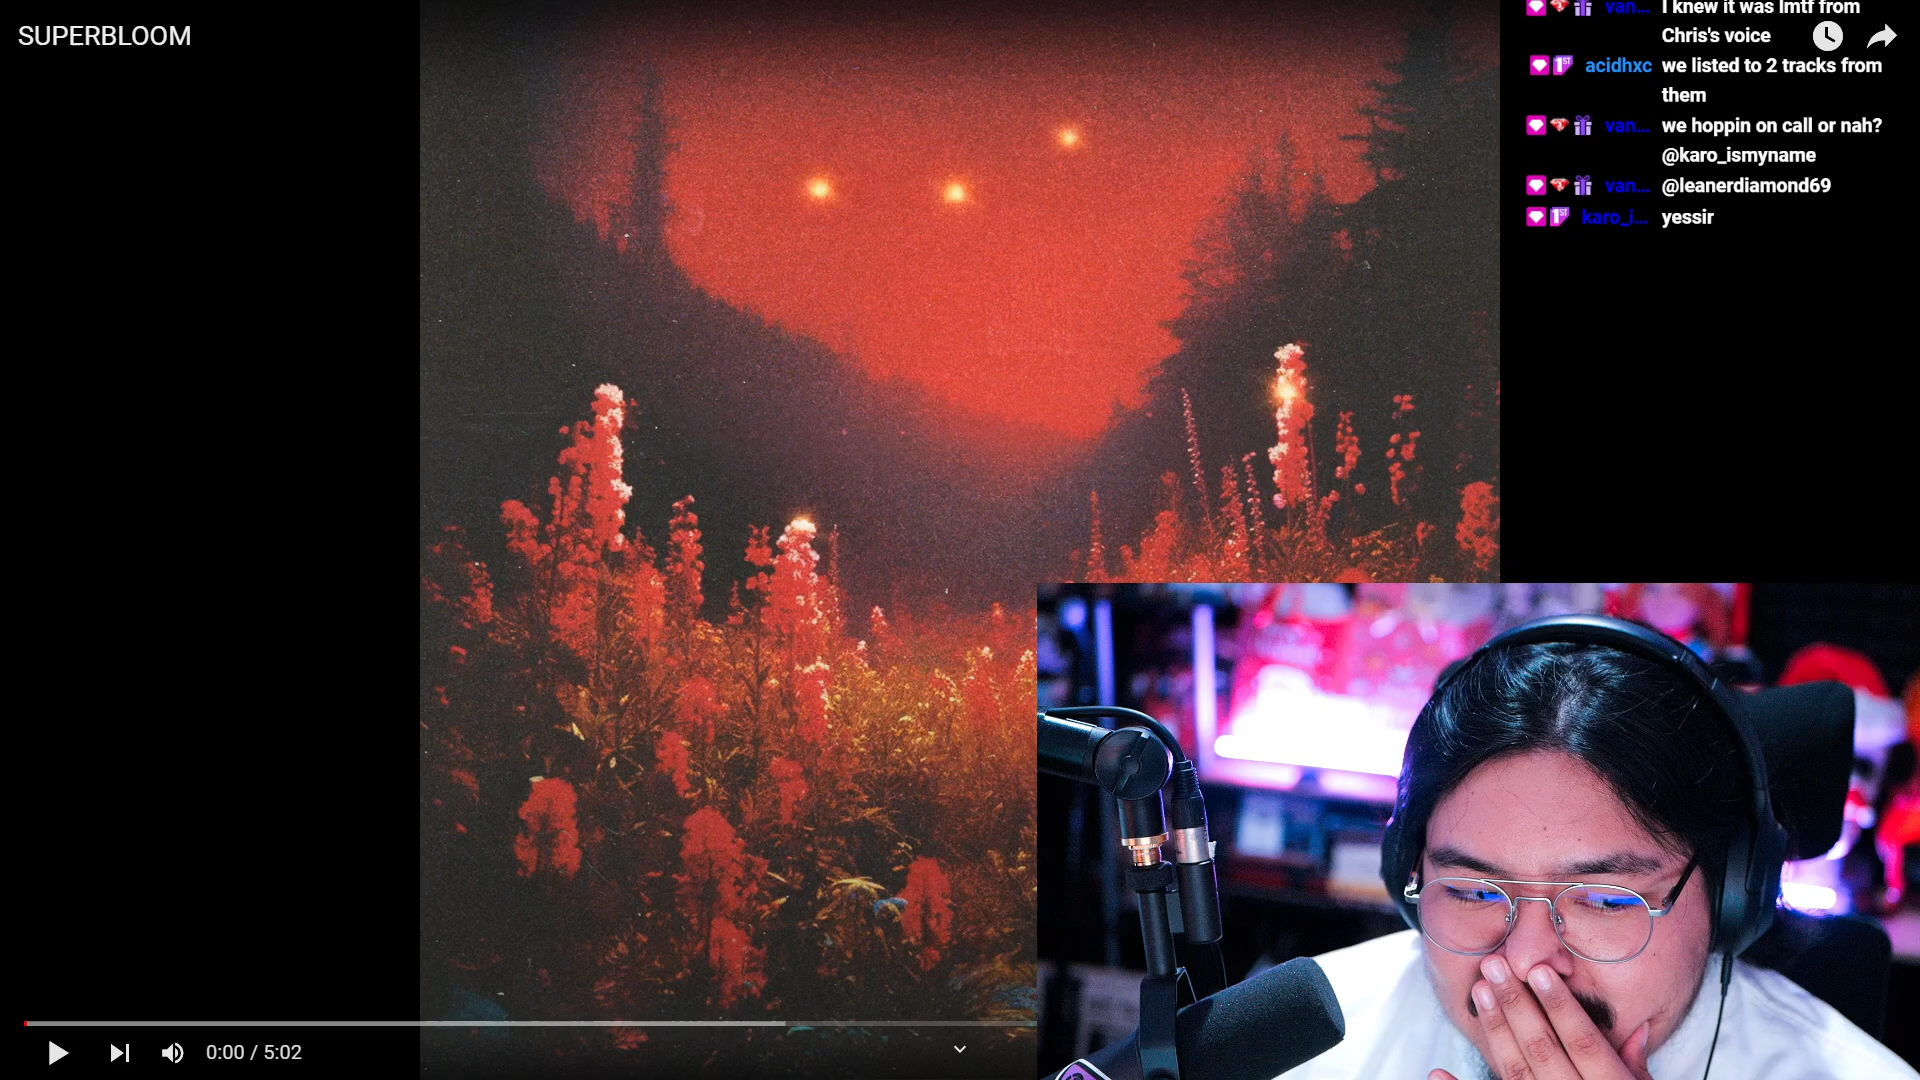 SUPERBLOOM
van... I knew it was lmtf from
Chris's voice
acidhxc we listed to 2 tracks from
them
van... we hoppin on call or nah?
@karo_ismyname
van... @leanerdiamond69
karo_i... yessir
0:00 / 5:02